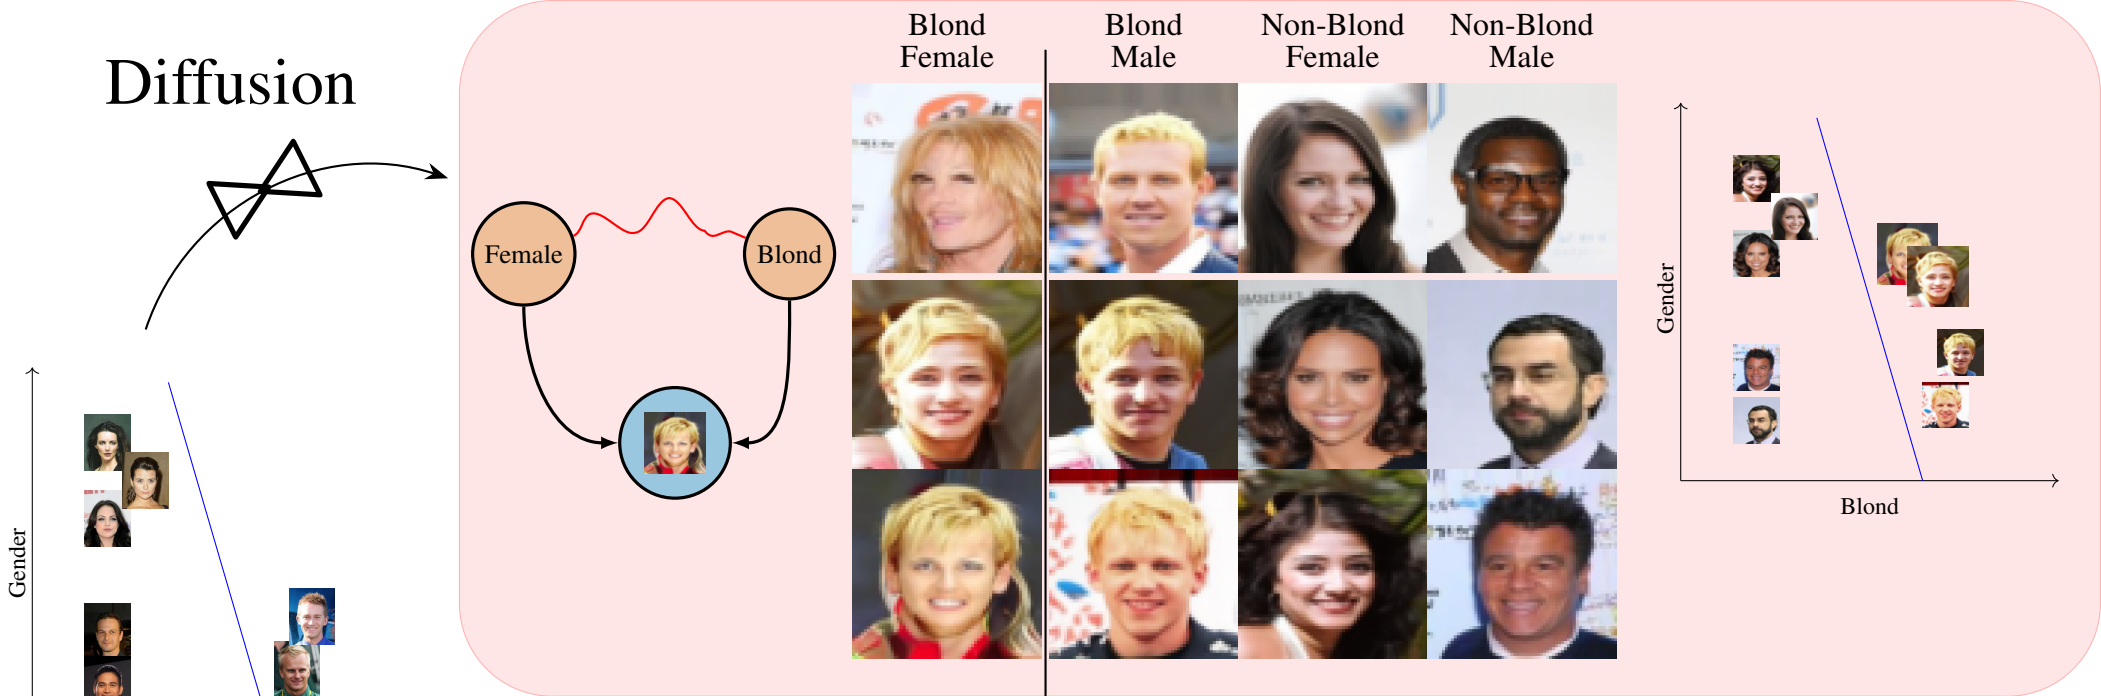 Diffusion
Gender
Female
Blond
Blond
Female
Blond
Male
Non-Blond
Female
Non-Blond
Male
Gender
Blond